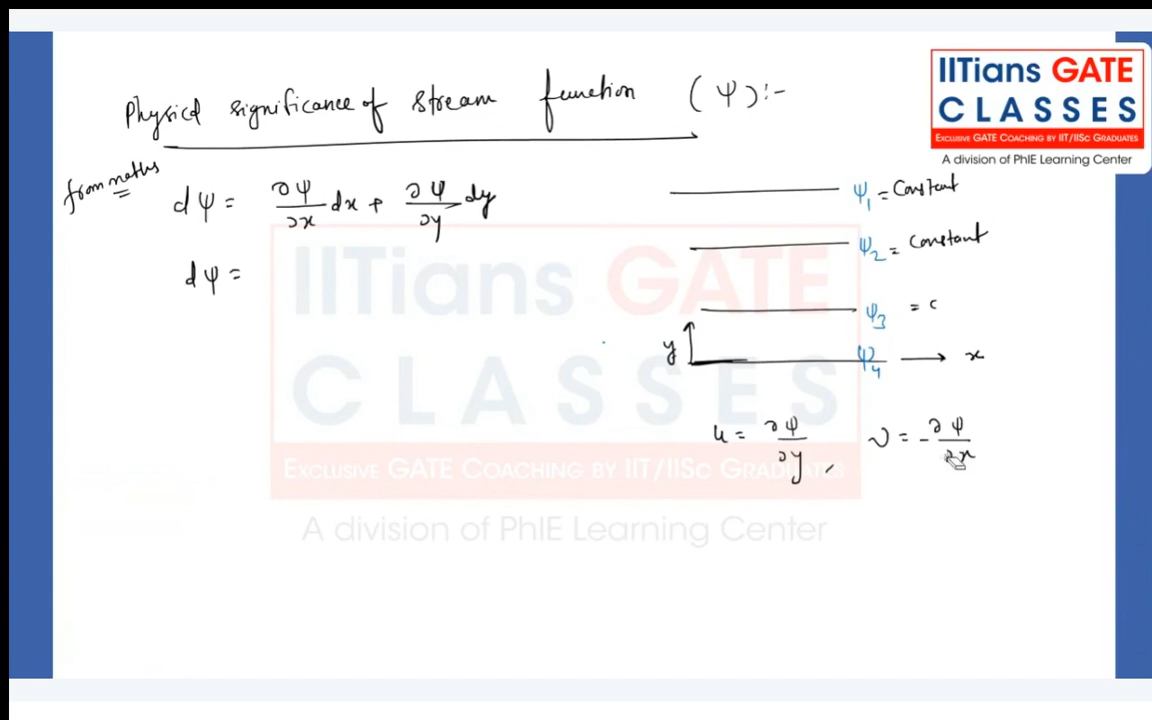 IITians GATE
CLASSES
EXCLUSIVE GATE COACHING BY IIT/IISc GRADUATES
A division of PhIE Learning Center
Physical significance of stream function (Ψ):-
from maths
dψ = ∂ψ/∂x dx + ∂ψ/∂y dy
ψ1 = Constant
ψ2 = Constant
dψ =
ψ3 = c
y
ψ4
x
u = ∂ψ/∂y , v = -∂ψ/∂x
IITians GATE
CLASSES
EXCLUSIVE GATE COACHING BY IIT/IISc GRADUATES
A division of PhIE Learning Center